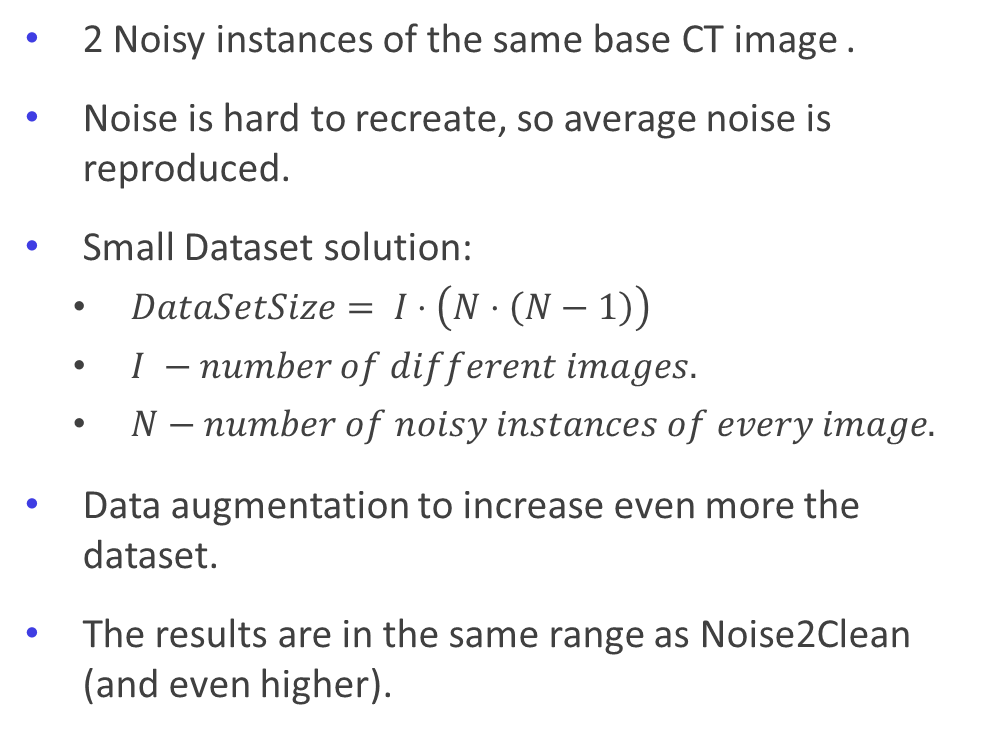 • 2 Noisy instances of the same base CT image .
• Noise is hard to recreate, so average noise is
reproduced.
• Small Dataset solution:
• DataSetSize = I · (N · (N − 1))
• I − number of different images.
• N − number of noisy instances of every image.
• Data augmentation to increase even more the
dataset.
• The results are in the same range as Noise2Clean
(and even higher).